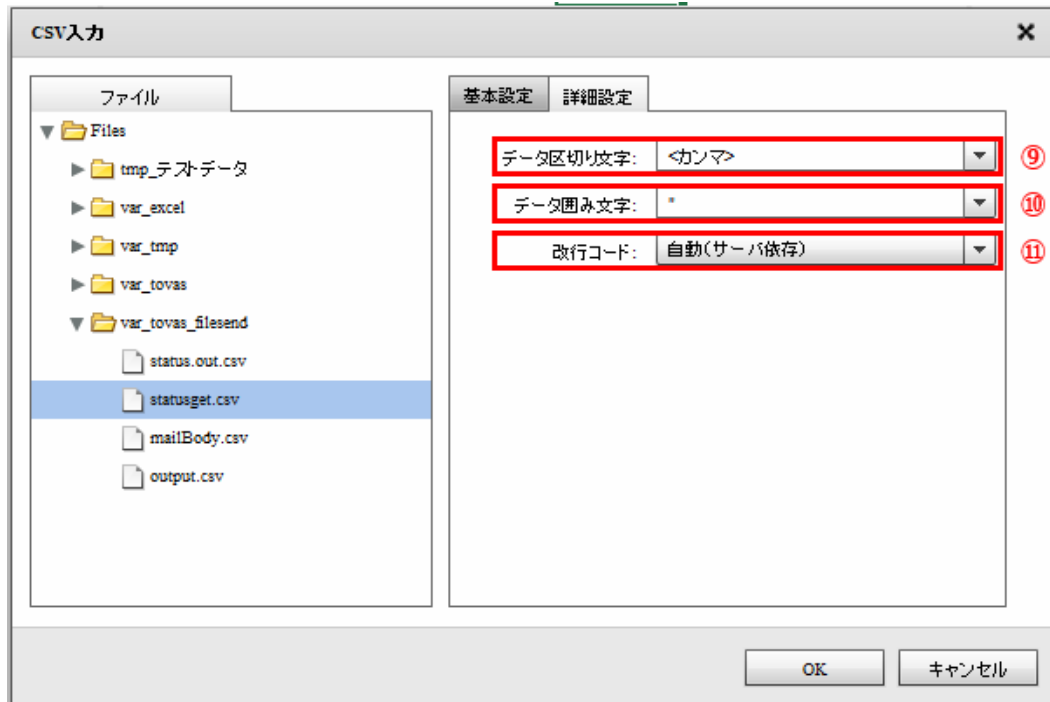 CSV入力
ファイル
Files
tmp_テストデータ
var_excel
var_tmp
var_tovas
var_tovas_filesend
status.out.csv
statusget.csv
mailBody.csv
output.csv
基本設定 詳細設定
データ区切り文字: <カンマ> ⑨
データ囲み文字: " ⑩
改行コード: 自動(サーバ依存) ⑪
OK キャンセル